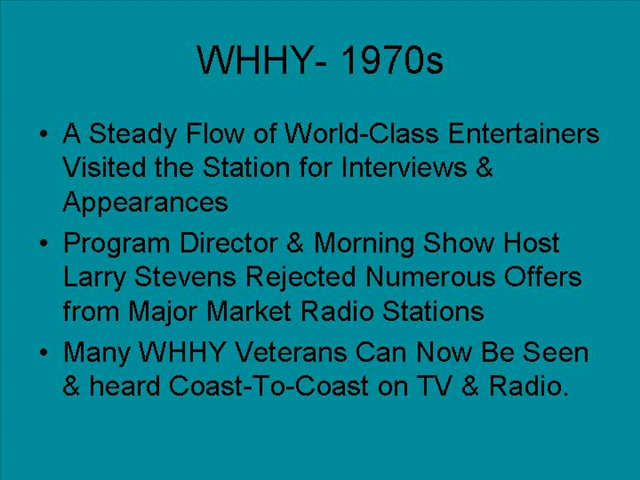 WHHY- 1970s
• A Steady Flow of World-Class Entertainers
Visited the Station for Interviews &
Appearances
• Program Director & Morning Show Host
Larry Stevens Rejected Numerous Offers
from Major Market Radio Stations
• Many WHHY Veterans Can Now Be Seen
& heard Coast-To-Coast on TV & Radio.